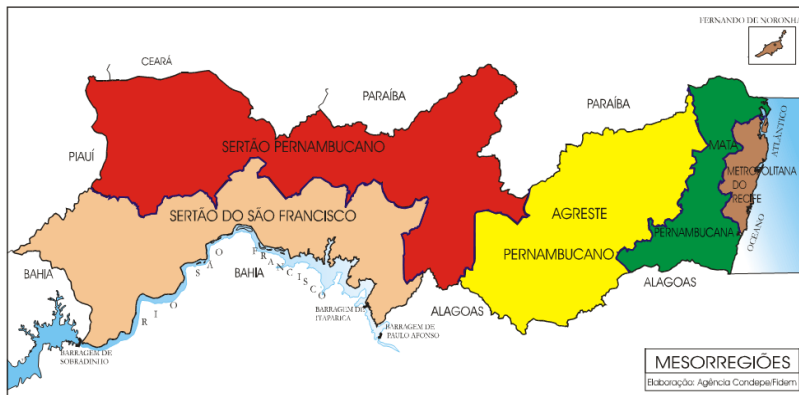 FERNANDO DE NORONHA
CEARÁ
PARAÍBA
PARAÍBA
PIAUÍ
SERTÃO PERNAMBUCANO
MATA
ATLÂNTICO
METROPOLITANA
DO
RECIFE
SERTÃO DO SÃO FRANCISCO
AGRESTE
PERNAMBUCANO
PERNAMBUCANA
OCEANO
BAHIA
BAHIA
RIO SÃO FRANCISCO
ALAGOAS
ALAGOAS
BARRAGEM DE
ITAPARICA
BARRAGEM DE
PAULO AFONSO
BARRAGEM DE
SOBRADINHO
MESORREGIÕES
Elaboração: Agência Condepe/Fidem